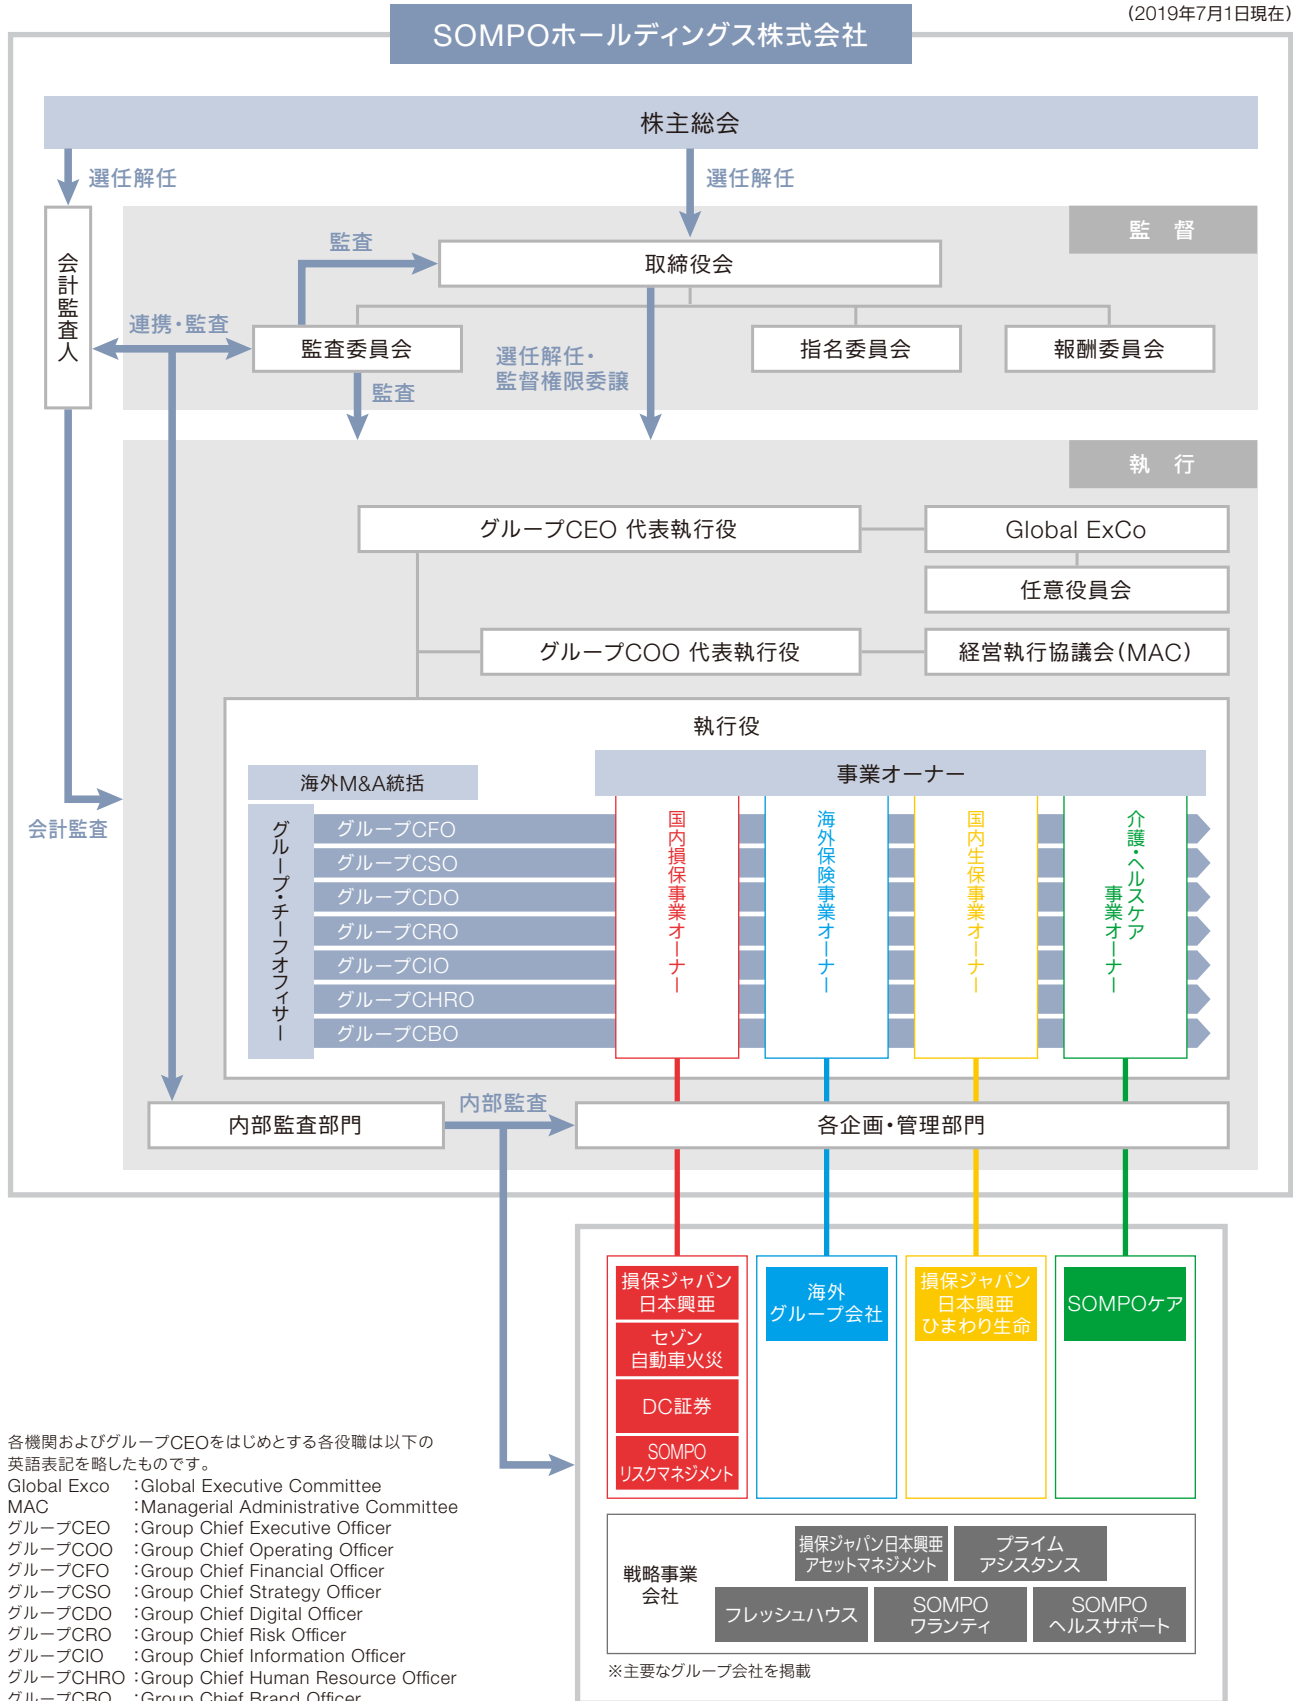 (2019年7月1日現在)
SOMPOホールディングス株式会社
株主総会
選任解任
選任解任
監 督
会計監査人
監査
取締役会
連携・監査
監査委員会
選任解任・
監督権限委譲
指名委員会
報酬委員会
監査
執 行
グループCEO 代表執行役
Global ExCo
任意役員会
グループCOO 代表執行役
経営執行協議会(MAC)
執行役
海外M&A統括
事業オーナー
会計監査
グループ・チーフオフィサー
グループCFO
グループCSO
グループCDO
グループCRO
グループCIO
グループCHRO
グループCBO
国内損保事業オーナー
海外保険事業オーナー
国内生保事業オーナー
介護・ヘルスケア
事業オーナー
内部監査部門
内部監査
各企画・管理部門
損保ジャパン
日本興亜
セゾン
自動車火災
DC証券
SOMPO
リスクマネジメント
海外
グループ会社
損保ジャパン
日本興亜
ひまわり生命
SOMPOケア
戦略事業
会社
損保ジャパン日本興亜
アセットマネジメント
プライム
アシスタンス
フレッシュハウス
SOMPO
ワランティ
SOMPO
ヘルスサポート
※主要なグループ会社を掲載
各機関およびグループCEOをはじめとする各役職は以下の
英語表記を略したものです。
Global Exco :Global Executive Committee
MAC :Managerial Administrative Committee
グループCEO :Group Chief Executive Officer
グループCOO :Group Chief Operating Officer
グループCFO :Group Chief Financial Officer
グループCSO :Group Chief Strategy Officer
グループCDO :Group Chief Digital Officer
グループCRO :Group Chief Risk Officer
グループCIO :Group Chief Information Officer
グループCHRO :Group Chief Human Resource Officer
グループCBO :Group Chief Brand Officer